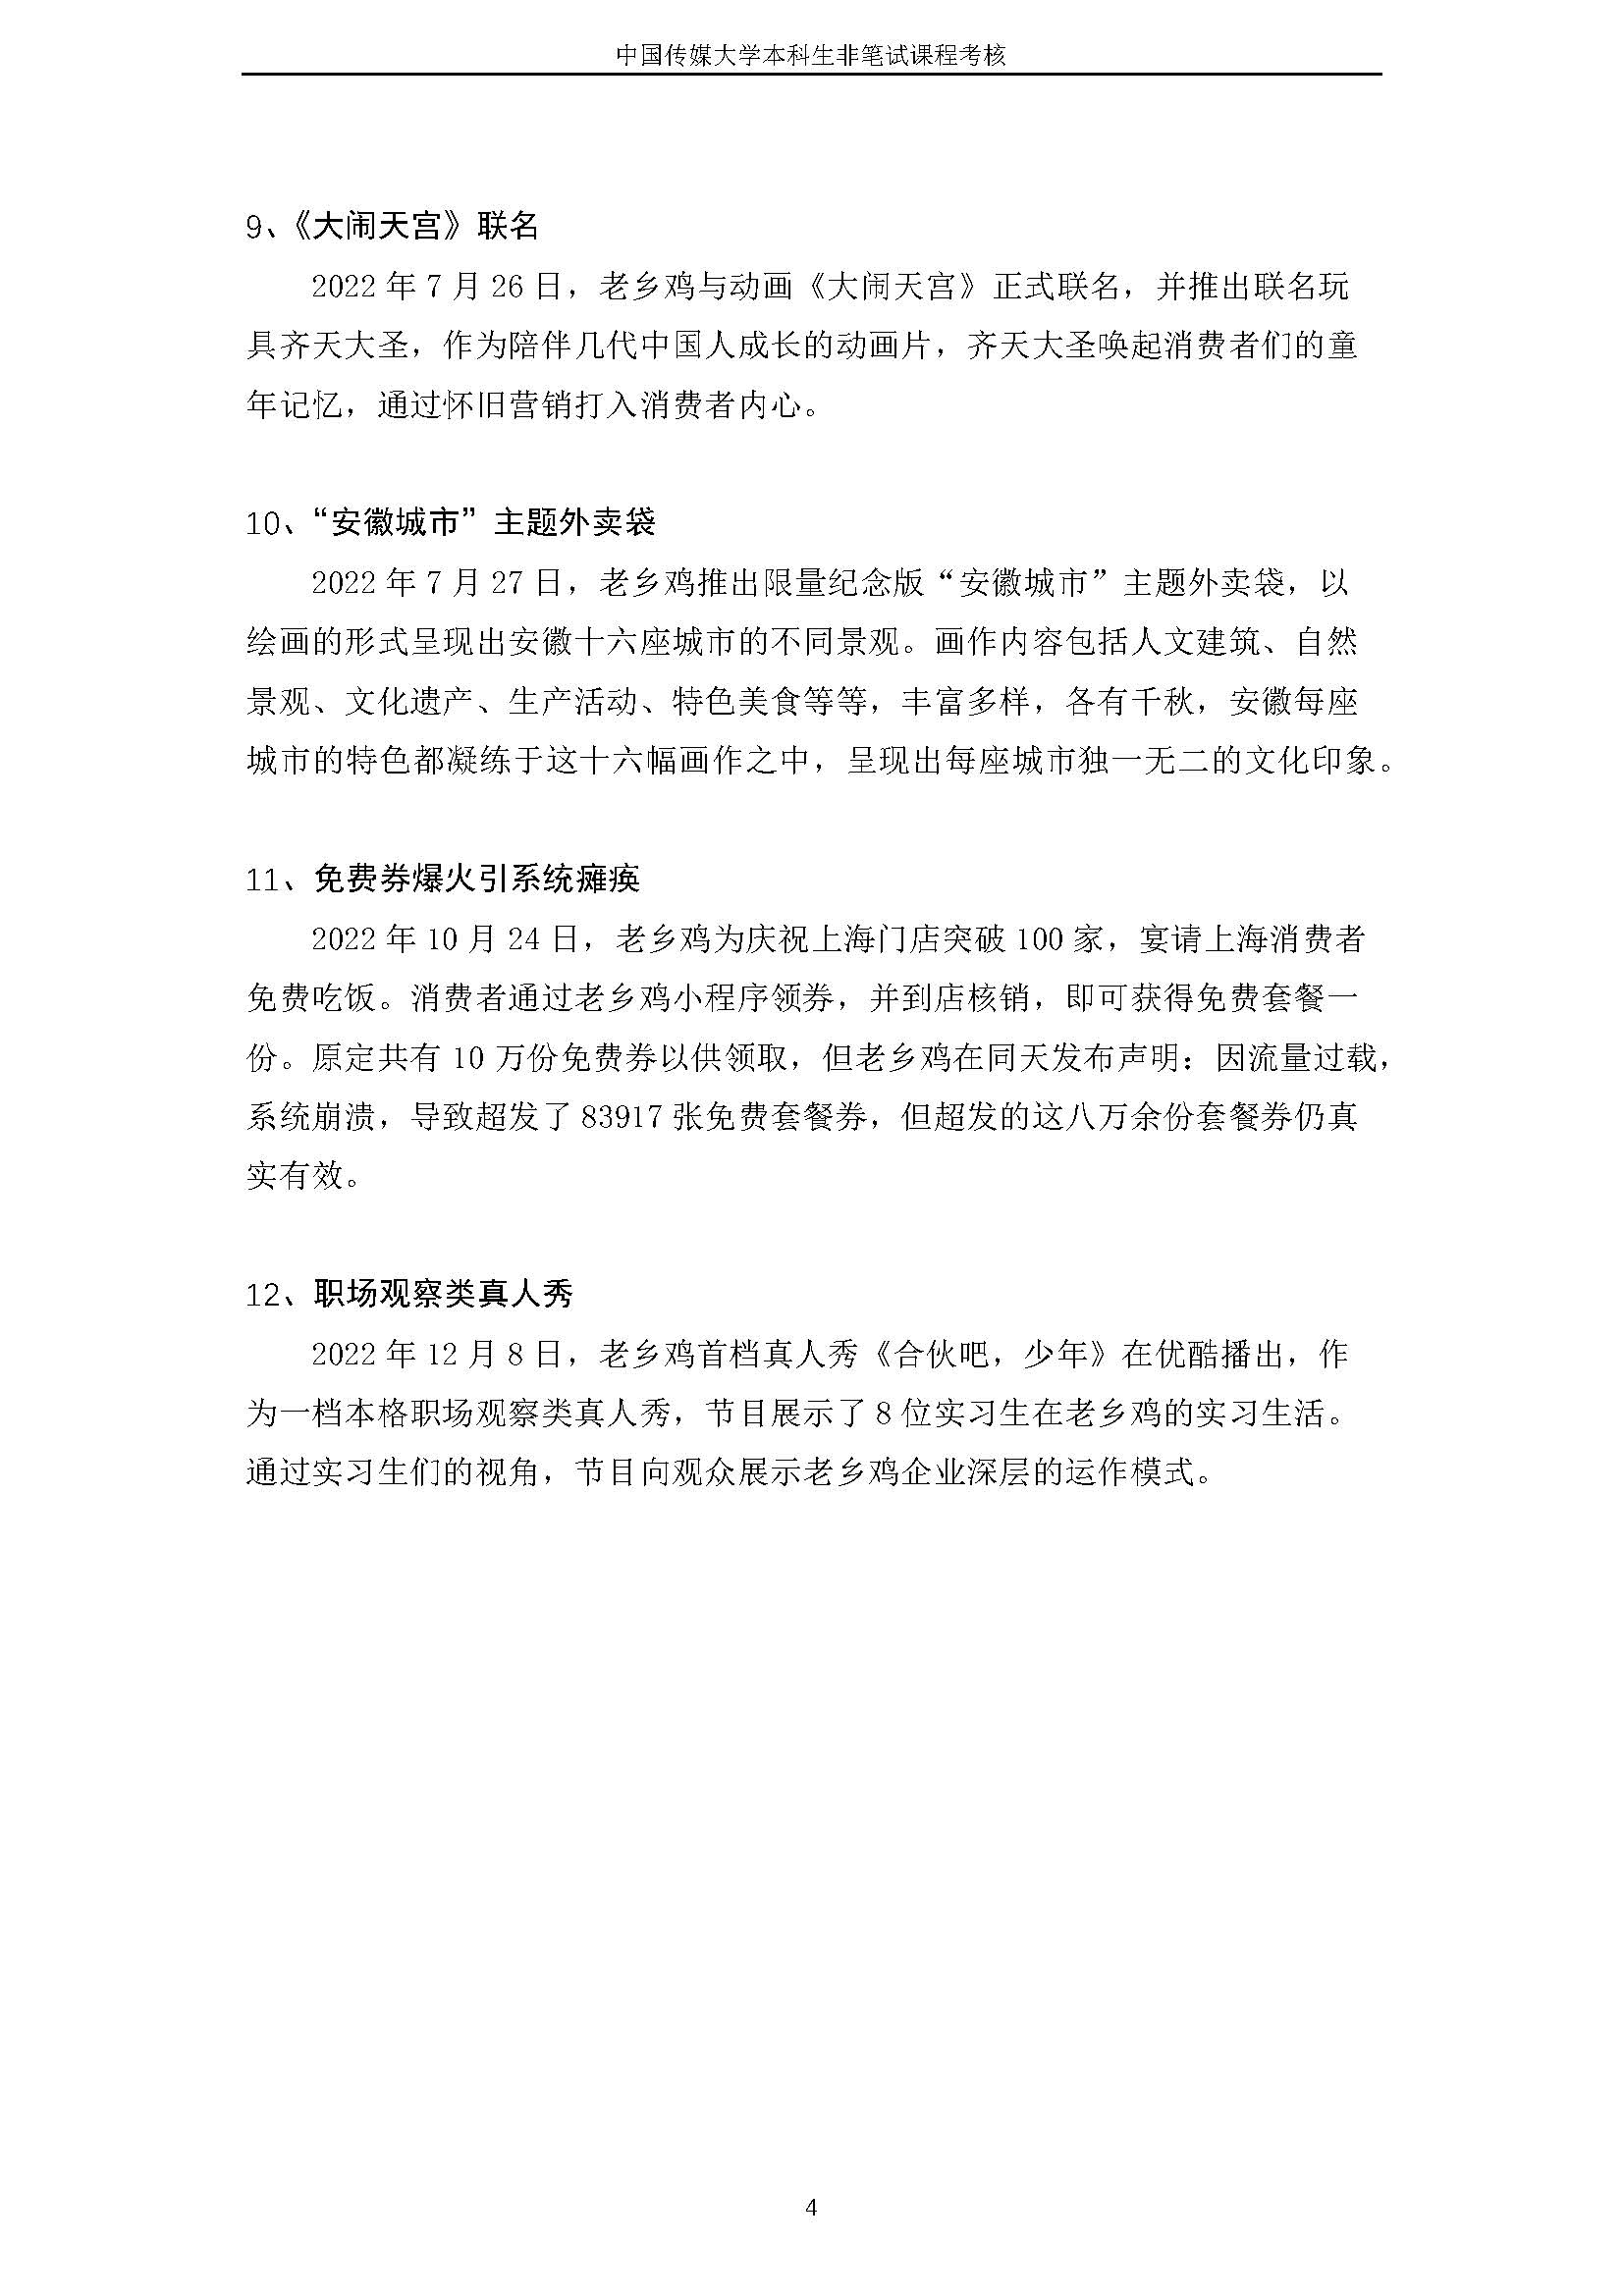 中国传媒大学本科生非笔试课程考核
9、《大闹天宫》联名
2022 年 7 月 26 日，老乡鸡与动画《大闹天宫》正式联名，并推出联名玩
具齐天大圣，作为陪伴几代中国人成长的动画片，齐天大圣唤起消费者们的童
年记忆，通过怀旧营销打入消费者内心。
10、“安徽城市”主题外卖袋
2022 年 7 月 27 日，老乡鸡推出限量纪念版“安徽城市”主题外卖袋，以
绘画的形式呈现出安徽十六座城市的不同景观。画作内容包括人文建筑、自然
景观、文化遗产、生产活动、特色美食等等，丰富多样，各有千秋，安徽每座
城市的特色都凝练于这十六幅画作之中，呈现出每座城市独一无二的文化印象。
11、免费券爆火引系统瘫痪
2022 年 10 月 24 日，老乡鸡为庆祝上海门店突破 100 家，宴请上海消费者
免费吃饭。消费者通过老乡鸡小程序领券，并到店核销，即可获得免费套餐一
份。原定共有 10 万份免费券以供领取，但老乡鸡在同天发布声明：因流量过载，
系统崩溃，导致超发了 83917 张免费套餐券，但超发的这八万余份套餐券仍真
实有效。
12、职场观察类真人秀
2022 年 12 月 8 日，老乡鸡首档真人秀《合伙吧，少年》在优酷播出，作
为一档本格职场观察类真人秀，节目展示了 8 位实习生在老乡鸡的实习生活。
通过实习生们的视角，节目向观众展示老乡鸡企业深层的运作模式。
4